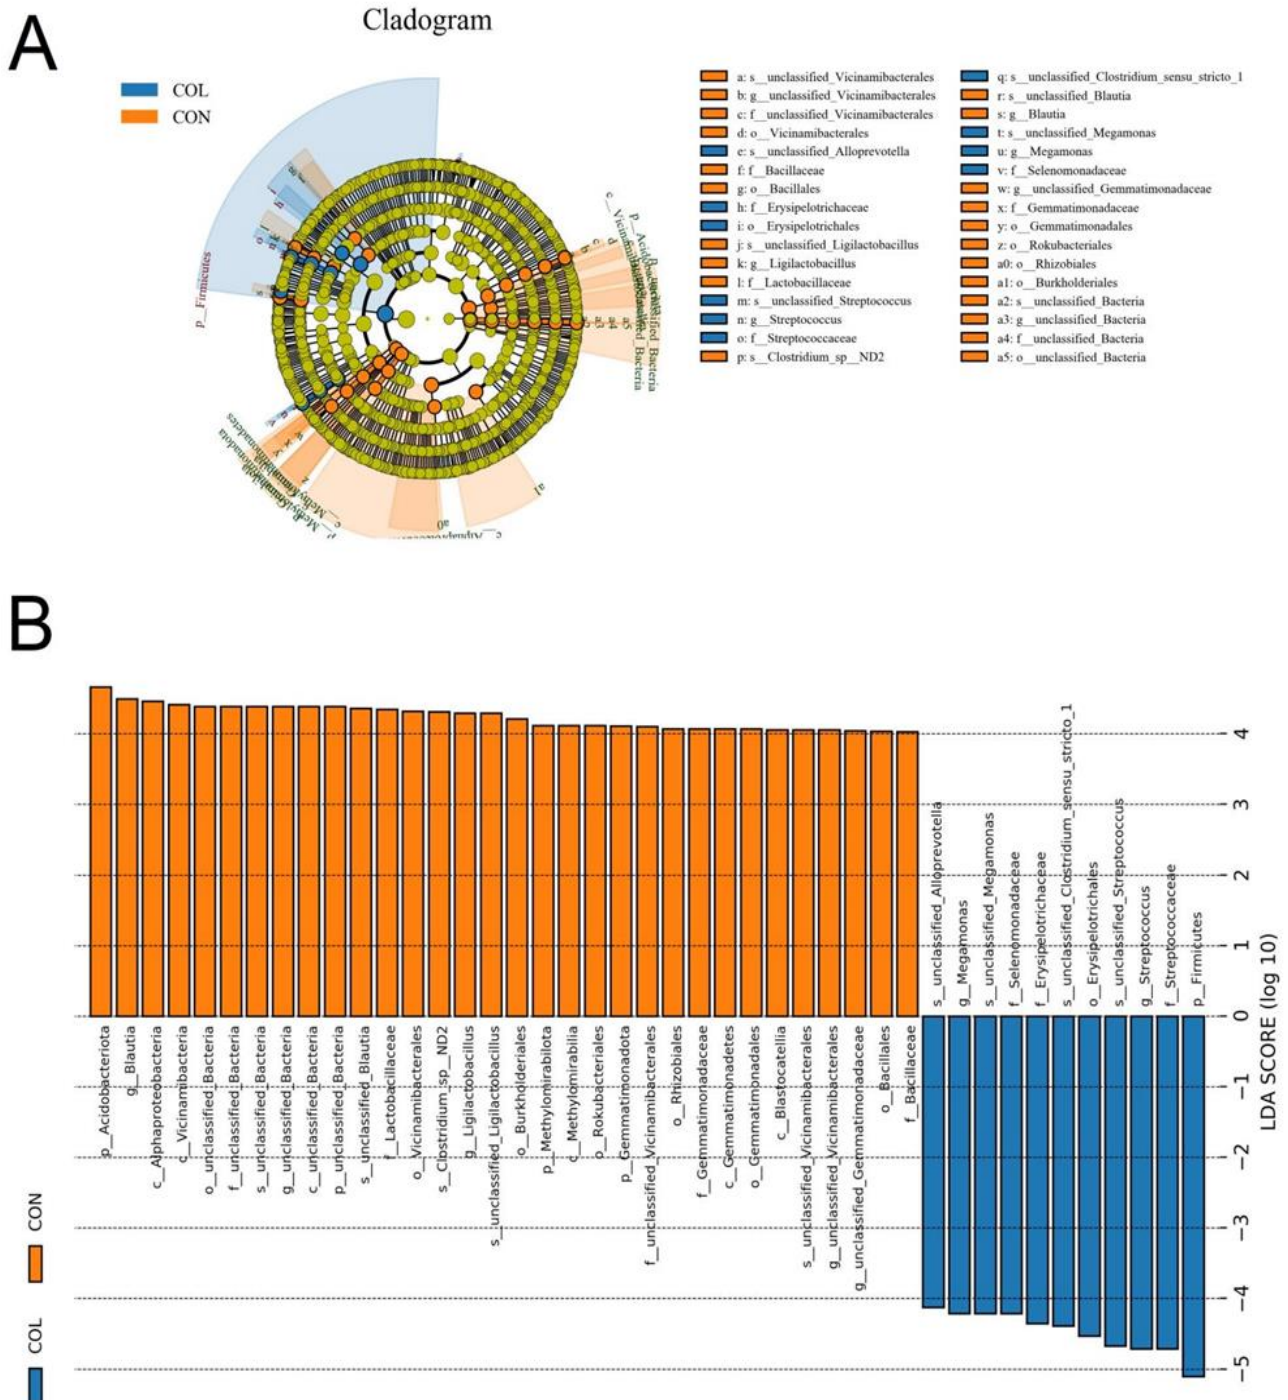 A
Cladogram
COL
CON
a: s__unclassified_Vicinamibacterales
b: g__unclassified_Vicinamibacterales
c: f__unclassified_Vicinamibacterales
d: o__Vicinamibacterales
e: s__unclassified_Alloprevotella
f: f__Bacillaceae
g: o__Bacillales
h: f__Erysipelotrichaceae
i: o__Erysipelotrichales
j: s__unclassified_Ligilactobacillus
k: g__Ligilactobacillus
l: f__Lactobacillaceae
m: s__unclassified_Streptococcus
n: g__Streptococcus
o: f__Streptococcaceae
p: s__Clostridium_sp__ND2
q: s__unclassified_Clostridium_sensu_stricto_1
r: s__unclassified_Blautia
s: g__Blautia
t: s__unclassified_Megamonas
u: g__Megamonas
v: f__Selenomonadaceae
w: g__unclassified_Gemmatimonadaceae
x: f__Gemmatimonadaceae
y: o__Gemmatimonadales
z: o__Rokubacteriales
a0: o__Rhizobiales
a1: o__Burkholderiales
a2: s__unclassified_Bacteria
a3: g__unclassified_Bacteria
a4: f__unclassified_Bacteria
a5: o__unclassified_Bacteria
p__Firmicutes
b
c
d
a3
a4
a5
w
z
a0
a1
B
p__Acidobacteriota
g__Blautia
c__Alphaproteobacteria
c__Vicinamibacteria
o__unclassified_Bacteria
f__unclassified_Bacteria
s__unclassified_Bacteria
g__unclassified_Bacteria
c__unclassified_Bacteria
p__unclassified_Bacteria
s__unclassified_Blautia
f__Lactobacillaceae
o__Vicinamibacterales
s__Clostridium_sp__ND2
g__Ligilactobacillus
s__unclassified_Ligilactobacillus
o__Burkholderiales
p__Methylomirabilota
c__Methylomirabilia
o__Rokubacteriales
p__Gemmatimonadota
f__unclassified_Vicinamibacterales
o__Rhizobiales
f__Gemmatimonadaceae
c__Gemmatimonadetes
o__Gemmatimonadales
c__Blastocatellia
s__unclassified_Vicinamibacterales
g__unclassified_Vicinamibacterales
g__unclassified_Gemmatimonadaceae
o__Bacillales
f__Bacillaceae
s__unclassified_Alloprevotella
g__Megamonas
s__unclassified_Megamonas
f__Selenomonadaceae
f__Erysipelotrichaceae
s__unclassified_Clostridium_sensu_stricto_1
o__Erysipelotrichales
s__unclassified_Streptococcus
g__Streptococcus
f__Streptococcaceae
p__Firmicutes
4
3
2
1
0
−1
−2
−3
−4
−5
LDA SCORE (log 10)
CON
COL